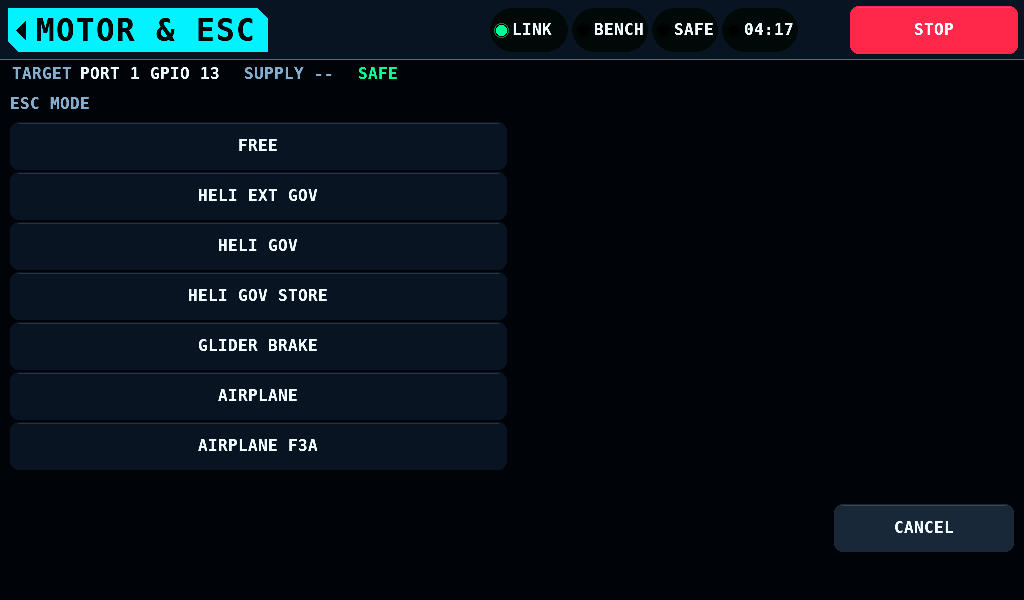 MOTOR & ESC
LINK BENCH SAFE 04:17
STOP
TARGET PORT 1 GPIO 13 SUPPLY -- SAFE
ESC MODE
FREE
HELI EXT GOV
HELI GOV
HELI GOV STORE
GLIDER BRAKE
AIRPLANE
AIRPLANE F3A
CANCEL